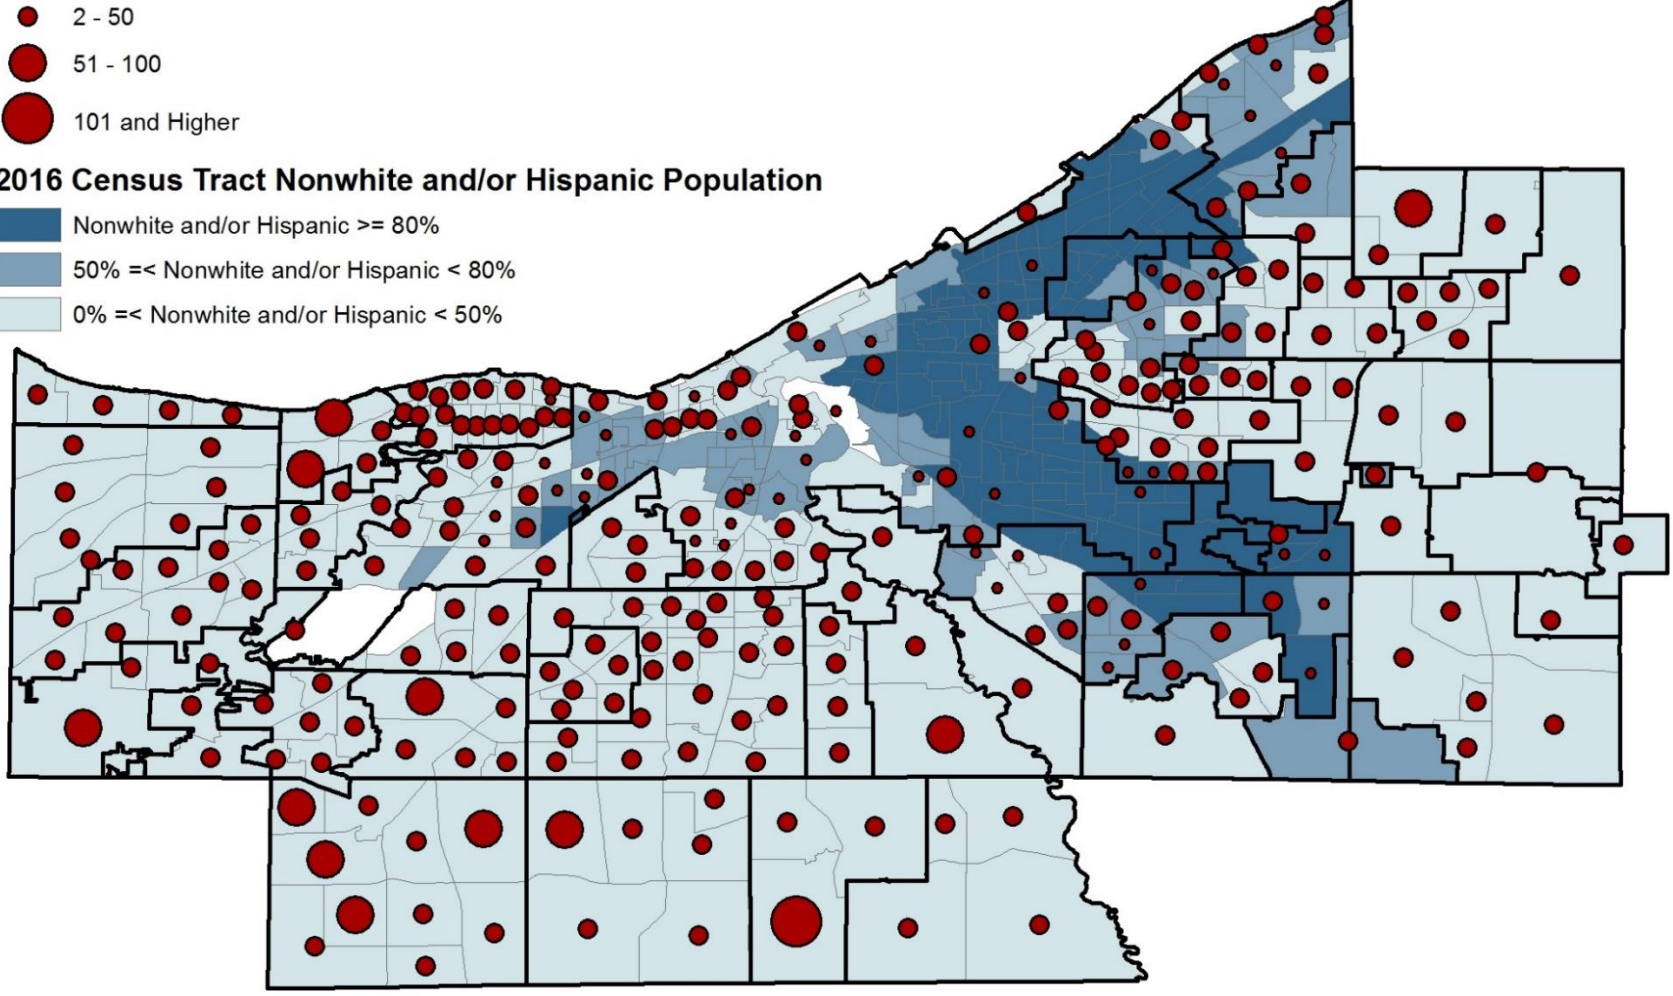 2 - 50
51 - 100
101 and Higher
2016 Census Tract Nonwhite and/or Hispanic Population
Nonwhite and/or Hispanic >= 80%
50% =< Nonwhite and/or Hispanic < 80%
0% =< Nonwhite and/or Hispanic < 50%